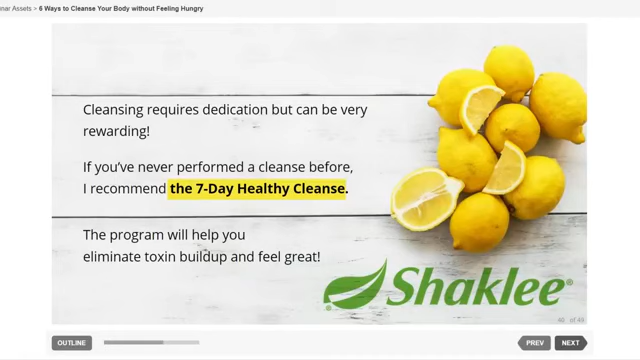 nar Assets > 6 Ways to Cleanse Your Body without Feeling Hungry
Cleansing requires dedication but can be very
rewarding!
If you've never performed a cleanse before,
I recommend the 7-Day Healthy Cleanse.
The program will help you
eliminate toxin buildup and feel great!
Shaklee®
of 49
OUTLINE
PREV
NEXT